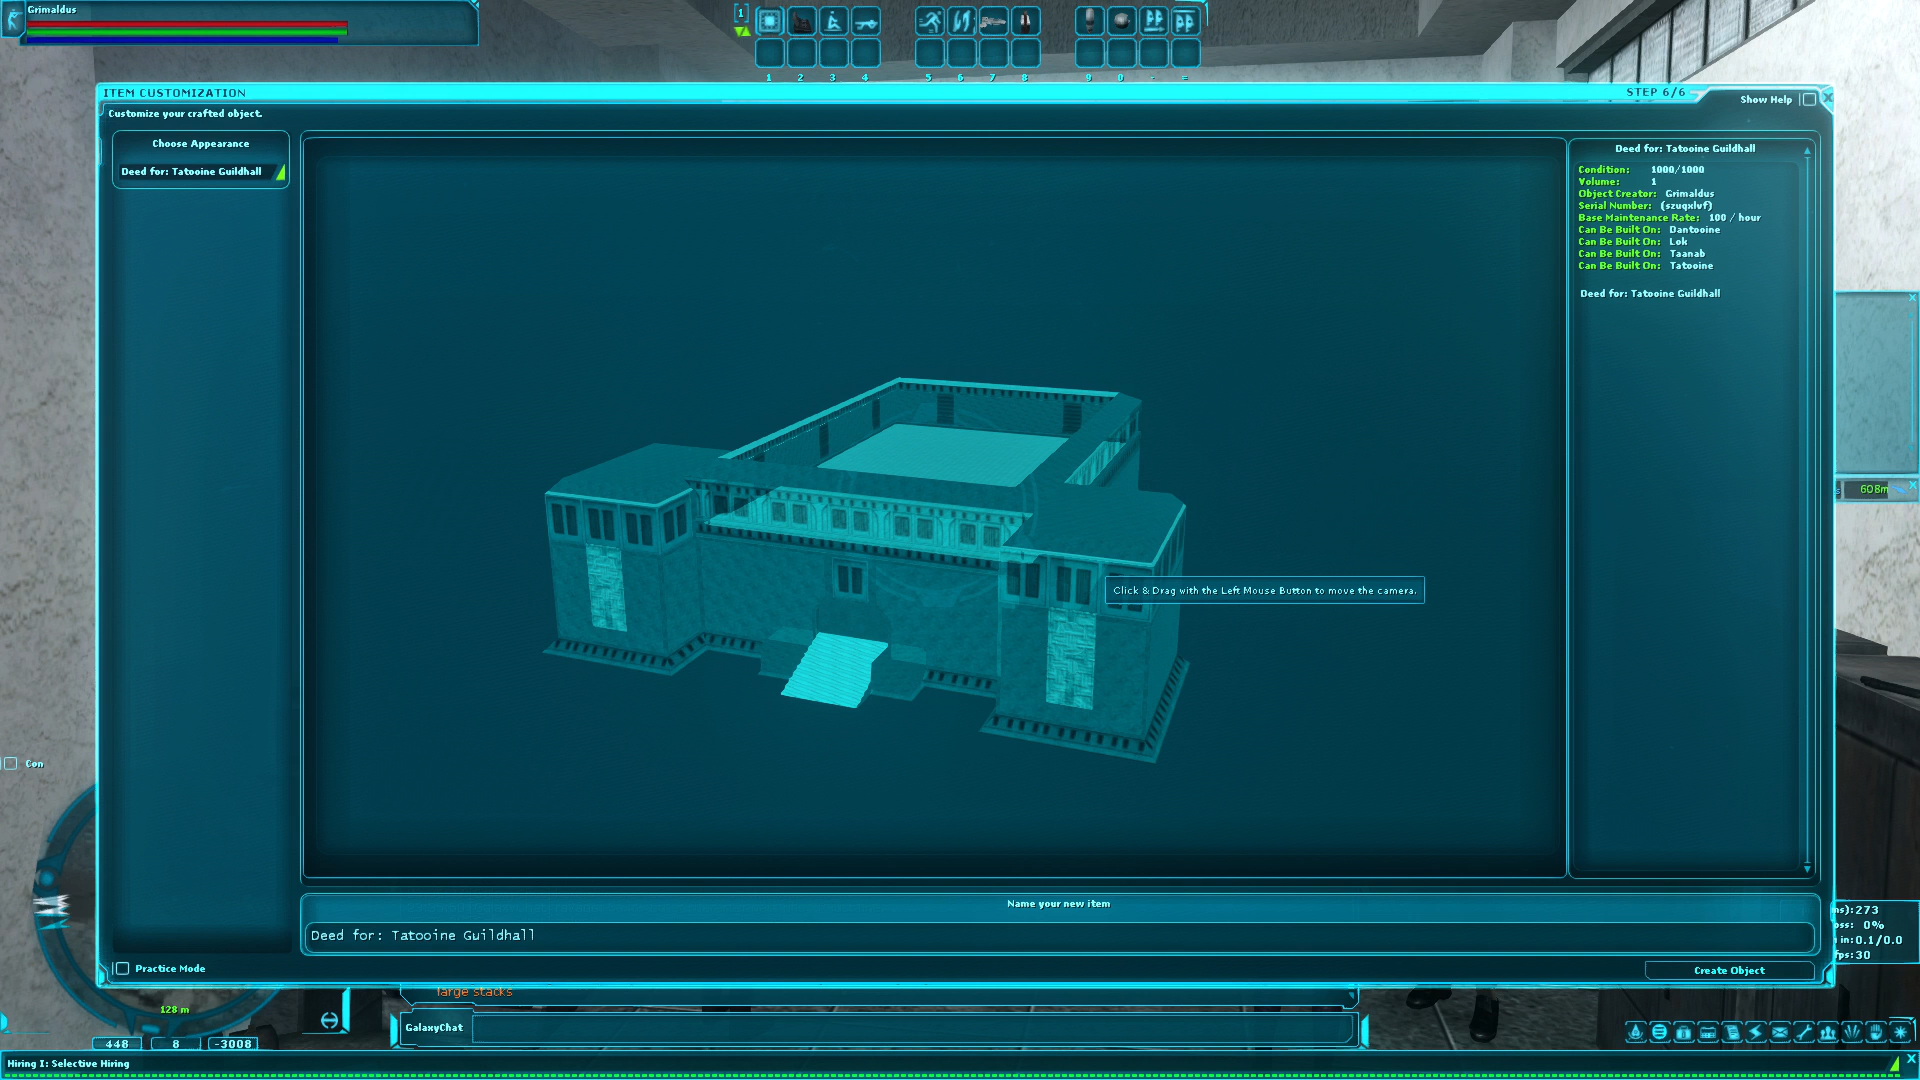 Grimaldus
1
1 2 3 4 5 6 7 8 9 0 - =
ITEM CUSTOMIZATION
STEP 6/6
Show Help
Customize your crafted object.
Choose Appearance
Deed for: Tatooine Guildhall
Deed for: Tatooine Guildhall
Condition: 1000/1000
Volume: 1
Object Creator: Grimaldus
Serial Number: (szuqxlvf)
Base Maintenance Rate: 100 / hour
Can Be Built On: Dantooine
Can Be Built On: Lok
Can Be Built On: Taanab
Can Be Built On: Tatooine
Deed for: Tatooine Guildhall
608m
Click & Drag with the Left Mouse Button to move the camera.
Con
Name your new item
Deed for: Tatooine Guildhall
273
0%
in:0.1/0.0
fps:30
Practice Mode
Create Object
large stacks
128 m
GalaxyChat
448 8 -3008
Hiring I: Selective Hiring